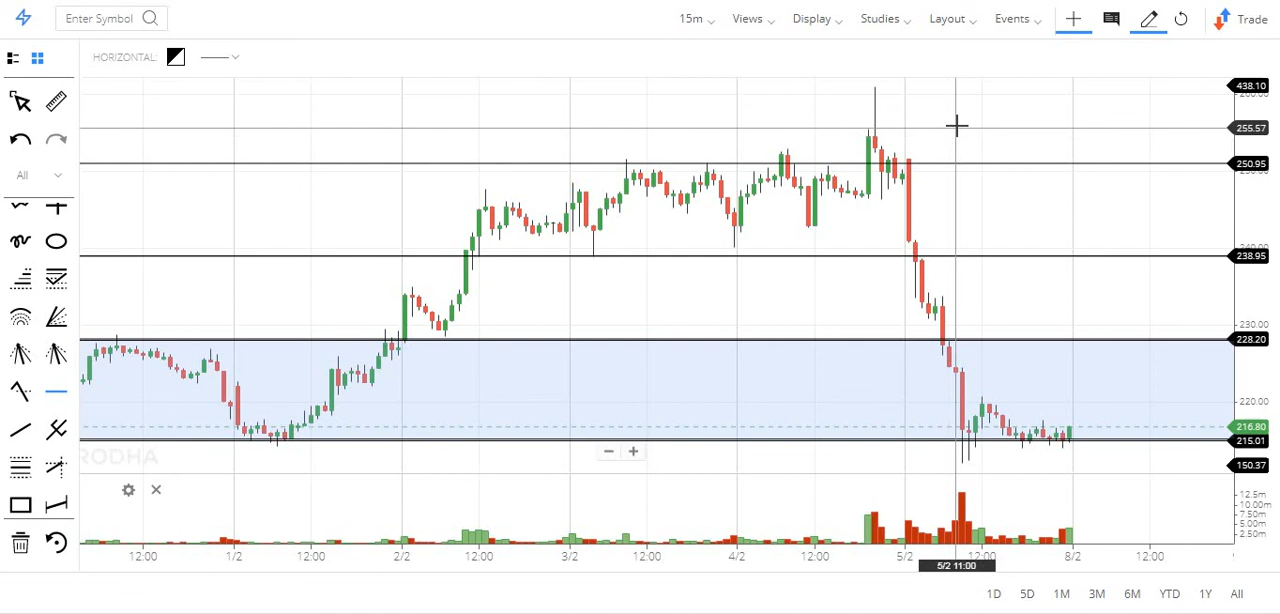 Enter Symbol
15m Views Display Studies Layout Events Trade
HORIZONTAL:
All
438.10
255.57
250.95
238.95
230.00
228.20
220.00
216.80
215.01
150.37
RODHA
12.5m
10.00m
7.50m
5.00m
2.50m
12:00 1/2 12:00 2/2 12:00 3/2 12:00 4/2 12:00 5/2 12:00 8/2 12:00
5/2 11:00
1D 5D 1M 3M 6M YTD 1Y All